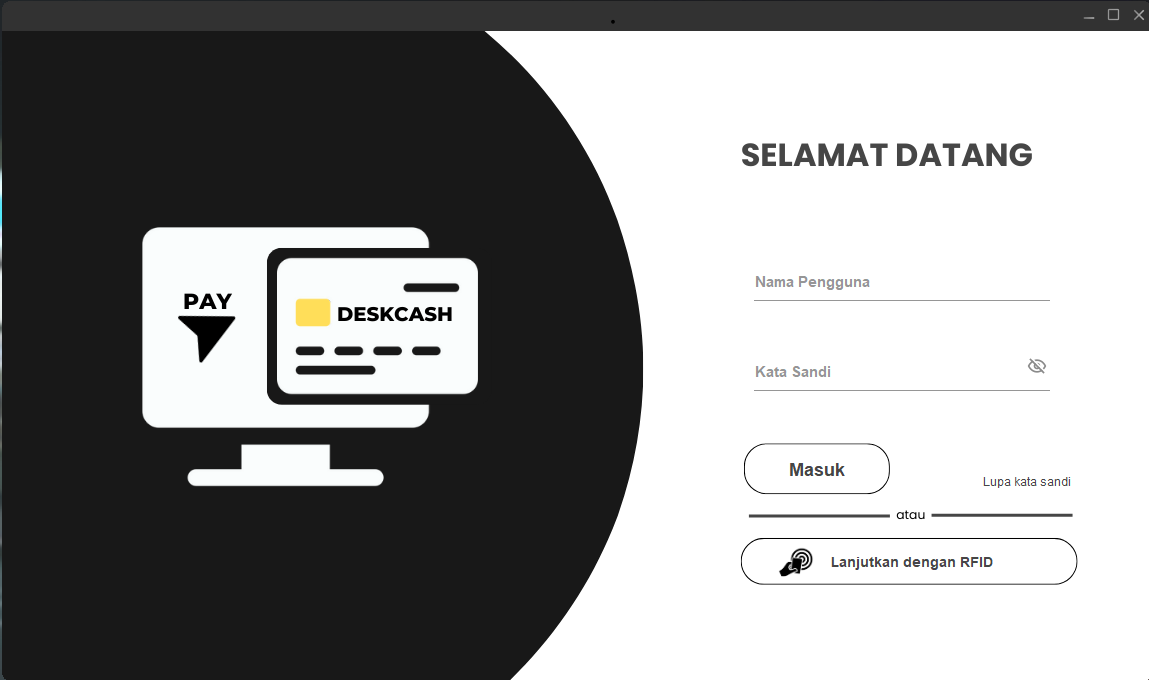 SELAMAT DATANG
PAY
DESKCASH
Nama Pengguna
Kata Sandi
Masuk
Lupa kata sandi
atau
Lanjutkan dengan RFID